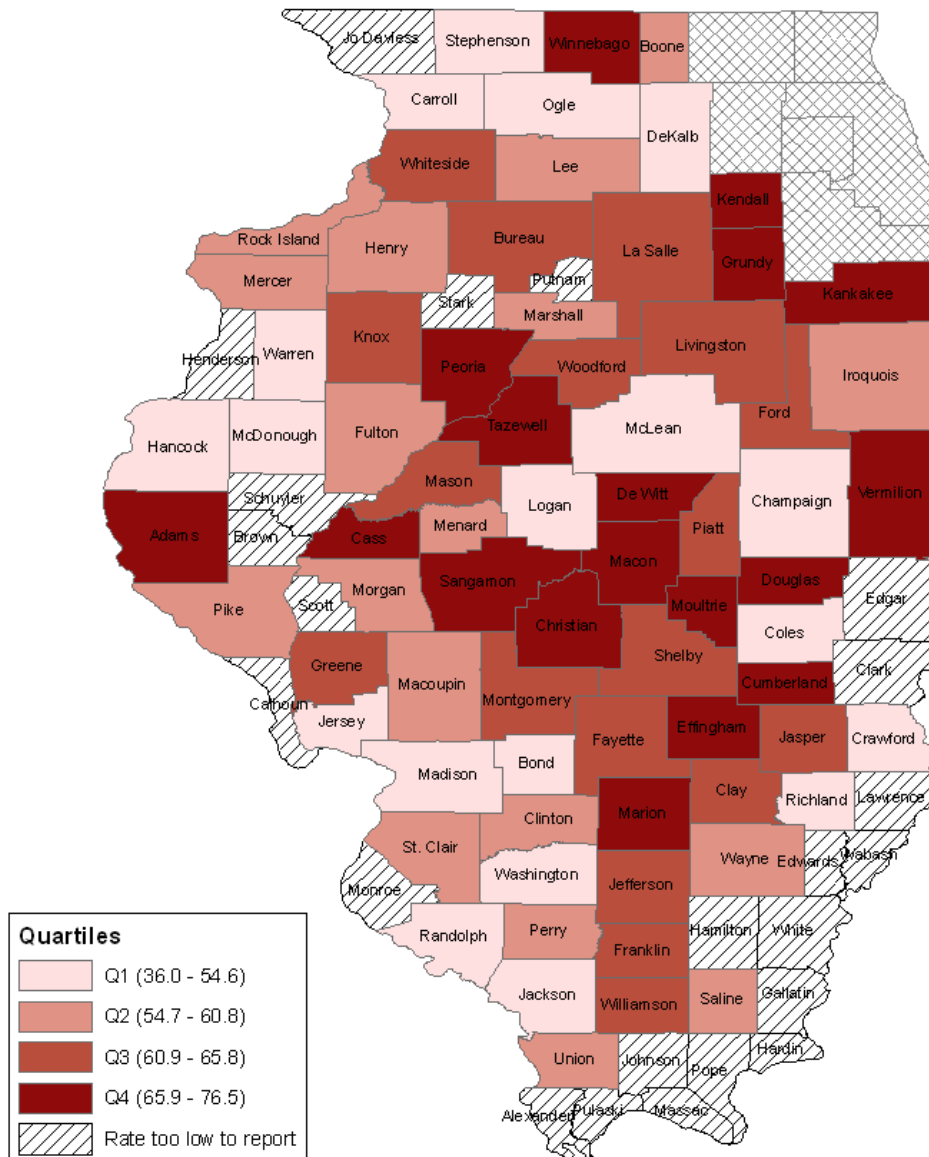 Jo Daviess
Stephenson
Winnebago
Boone
Carroll
Ogle
DeKalb
Whiteside
Lee
Kendall
Rock Island
Henry
Bureau
La Salle
Grundy
Mercer
Putnam
Kankakee
Stark
Marshall
Henderson
Warren
Knox
Peoria
Woodford
Livingston
Iroquois
Hancock
McDonough
Fulton
Tazewell
McLean
Ford
Schuyler
Mason
Logan
De Witt
Champaign
Vermilion
Adams
Brown
Cass
Menard
Piatt
Macon
Sangamon
Douglas
Pike
Scott
Morgan
Christian
Moultrie
Edgar
Coles
Greene
Macoupin
Shelby
Clark
Calhoun
Jersey
Montgomery
Cumberland
Fayette
Effingham
Jasper
Crawford
Madison
Bond
Clay
Richland
Lawrence
Marion
St. Clair
Clinton
Wayne
Edwards
Wabash
Monroe
Washington
Jefferson
Randolph
Perry
Franklin
Hamilton
White
Jackson
Williamson
Saline
Gallatin
Union
Johnson
Pope
Hardin
Alexander
Pulaski
Massac
Quartiles
Q1 (36.0 - 54.6)
Q2 (54.7 - 60.8)
Q3 (60.9 - 65.8)
Q4 (65.9 - 76.5)
Rate too low to report